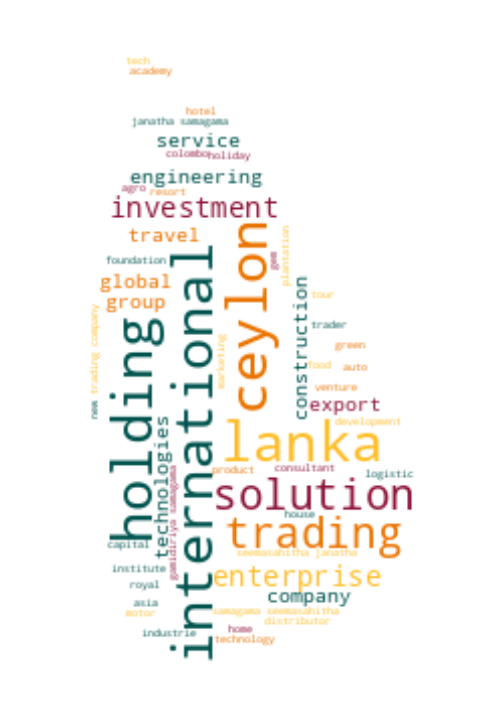 tech
academy
hotel
janatha samagama
service
colombo
holiday
engineering
agro
resort
investment
travel
ceylon
gem
plantation
foundation
international
global
group
holding
new
trading company
marketing
construction
tour
trader
green
food
auto
venture
export
development
technologies
lanka
gamidiriya samagama
product
consultant
logistic
solution
house
trading
capital
seemasahitha janatha
institute
enterprise
royal
company
asia
motor
samagama seemasahitha
distributor
industrie
home
technology